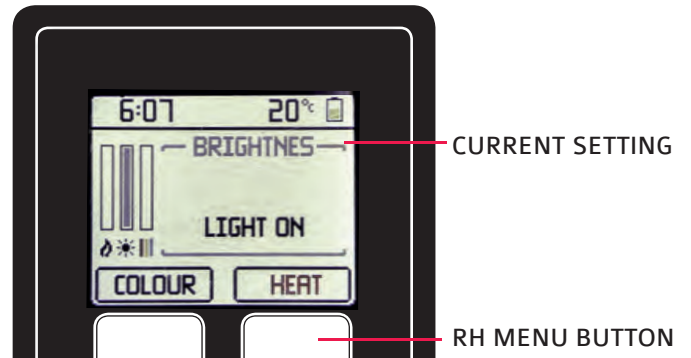 6:07 20°c
BRIGHTNES
CURRENT SETTING
LIGHT ON
COLOUR HEAT
RH MENU BUTTON